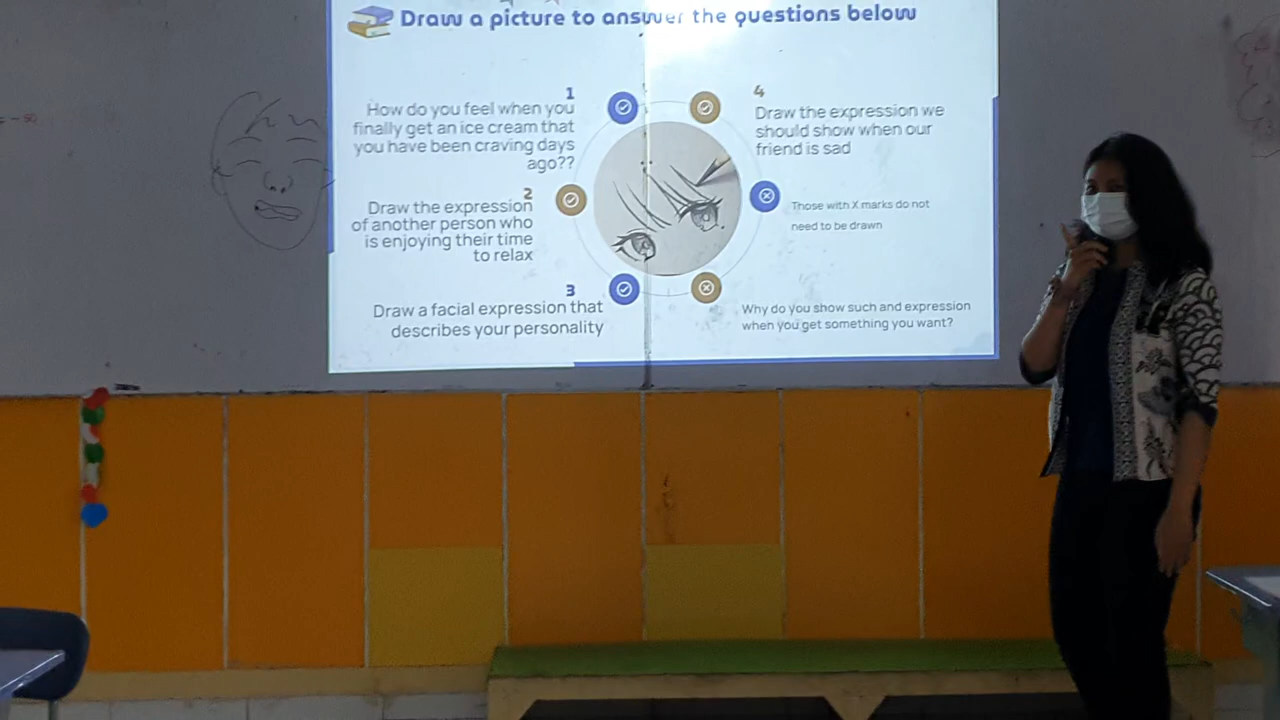 Draw a picture to answer the questions below
1
How do you feel when you
finally get an ice cream that
you have been craving days
ago??
2
Draw the expression
of another person who
is enjoying their time
to relax
3
Draw a facial expression that
describes your personality
4
Draw the expression we
should show when our
friend is sad
Those with X marks do not
need to be drawn
Why do you show such and expression
when you get something you want?